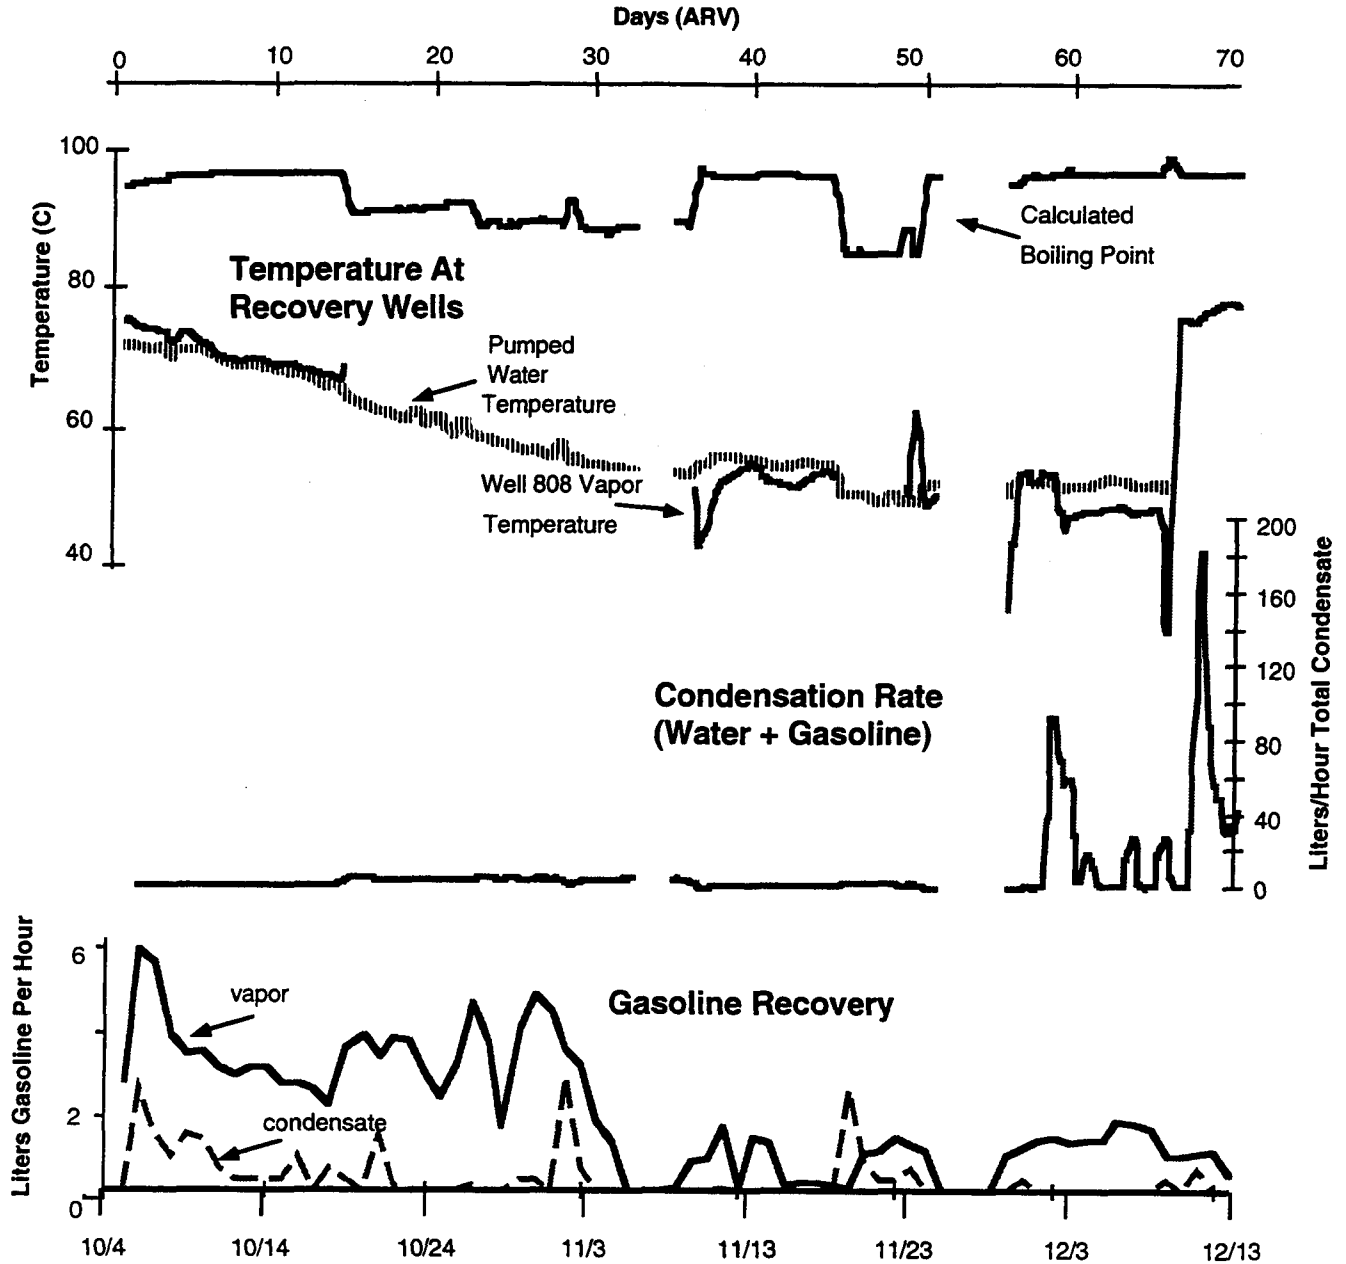 Days (ARV)
0 10 20 30 40 50 60 70
100
80
60
40
Temperature (C)
Calculated
Boiling Point
Temperature At
Recovery Wells
Pumped
Water
Temperature
Well 808 Vapor
Temperature
200
160
120
80
40
0
Liters/Hour Total Condensate
Condensation Rate
(Water + Gasoline)
Liters Gasoline Per Hour
6
2
0
vapor
Gasoline Recovery
condensate
10/4 10/14 10/24 11/3 11/13 11/23 12/3 12/13